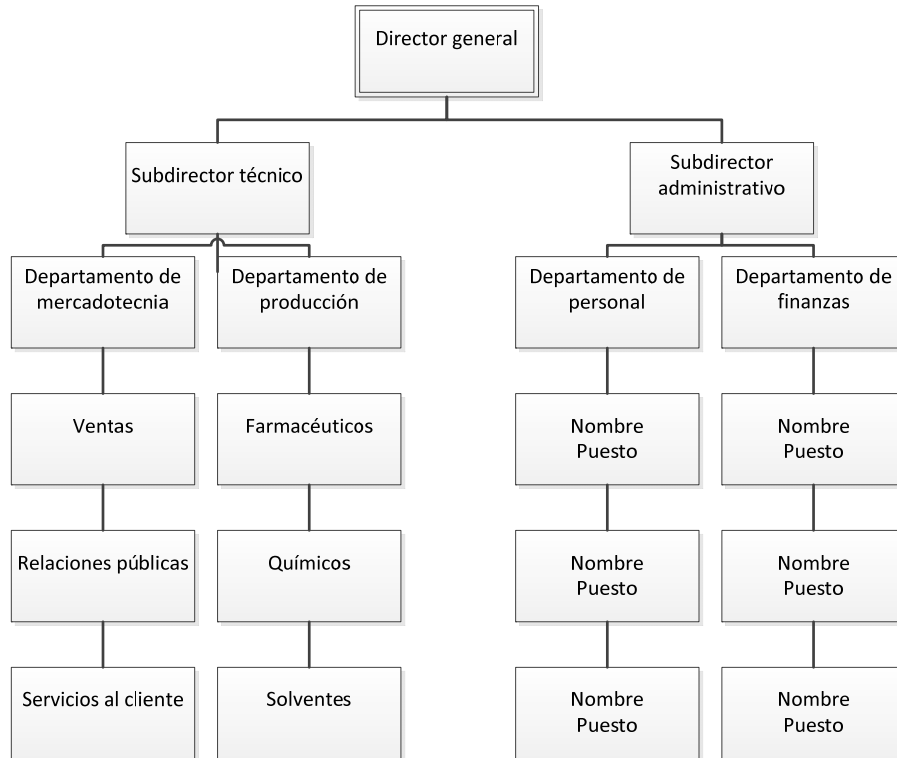 Director general
Subdirector técnico
Subdirector
administrativo
Departamento de
mercadotecnia
Departamento de
producción
Departamento de
personal
Departamento de
finanzas
Ventas
Farmacéuticos
Nombre
Puesto
Nombre
Puesto
Relaciones públicas
Químicos
Nombre
Puesto
Nombre
Puesto
Servicios al cliente
Solventes
Nombre
Puesto
Nombre
Puesto